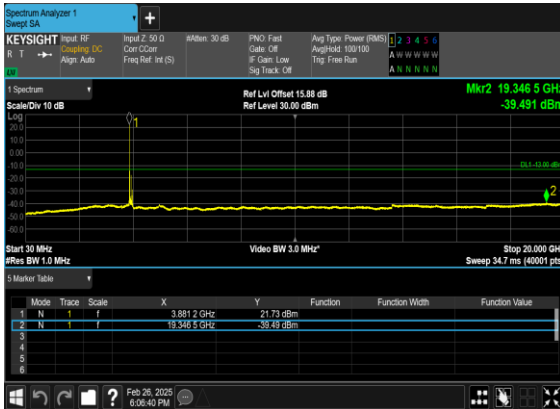 Spectrum Analyzer 1
Swept SA
+
KEYSIGHT Input: RF Input Z: 50 Ω #Atten: 30 dB PNO: Fast Avg Type: Power (RMS) 1 2 3 4 5 6
R T Coupling: DC Corr CCorr Gate: Off Avg|Hold: 100/100 A W W W W W
Align: Auto Freq Ref: Int (S) IF Gain: Low Trig: Free Run
Sig Track: Off A N N N N N
1 Spectrum
Scale/Div 10 dB
Ref Lvl Offset 15.88 dB
Ref Level 30.00 dBm
Mkr2 19.346 5 GHz
-39.491 dBm
Log
20.0
10.0
0.00
-10.0
-20.0
-30.0
-40.0
-50.0
-60.0
1
DL1 -13.00 dBm
2
Start 30 MHz Video BW 3.0 MHz* Stop 20.000 GHz
#Res BW 1.0 MHz Sweep 34.7 ms (40001 pts)
5 Marker Table
Mode Trace Scale X Y Function Function Width Function Value
1 N 1 f 3.881 2 GHz 21.73 dBm
2 N 1 f 19.346 5 GHz -39.49 dBm
3
4
5
6
? Feb 26, 2025
6:06:40 PM